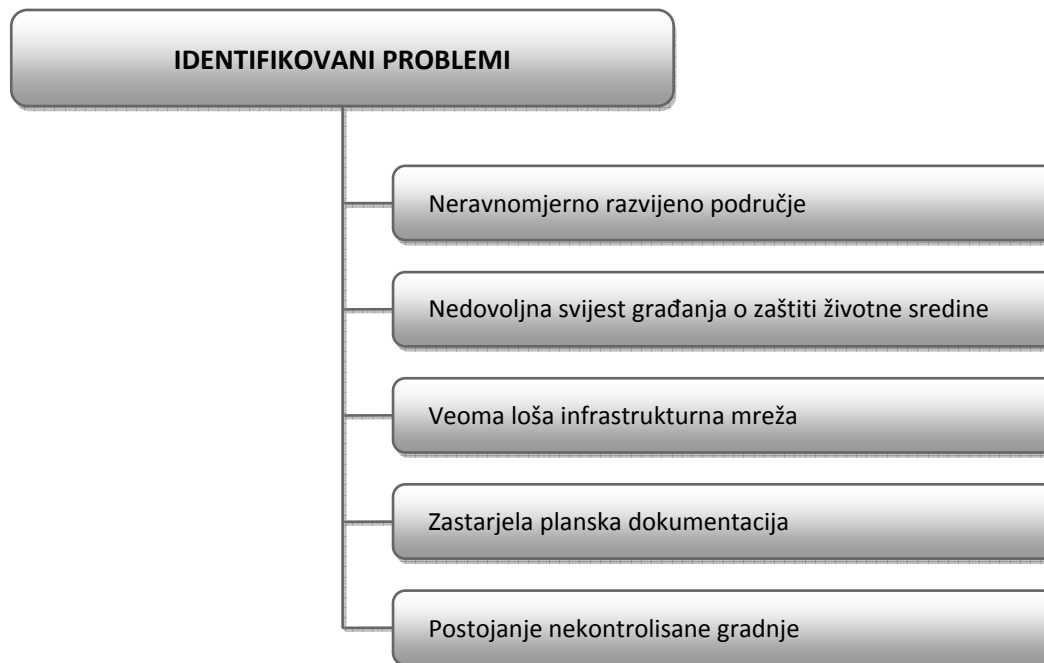 IDENTIFIKOVANI PROBLEMI
Neravnomjerno razvijeno područje
Nedovoljna svijest građanja o zaštiti životne sredine
Veoma loša infrastrukturna mreža
Zastarjela planska dokumentacija
Postojanje nekontrolisane gradnje